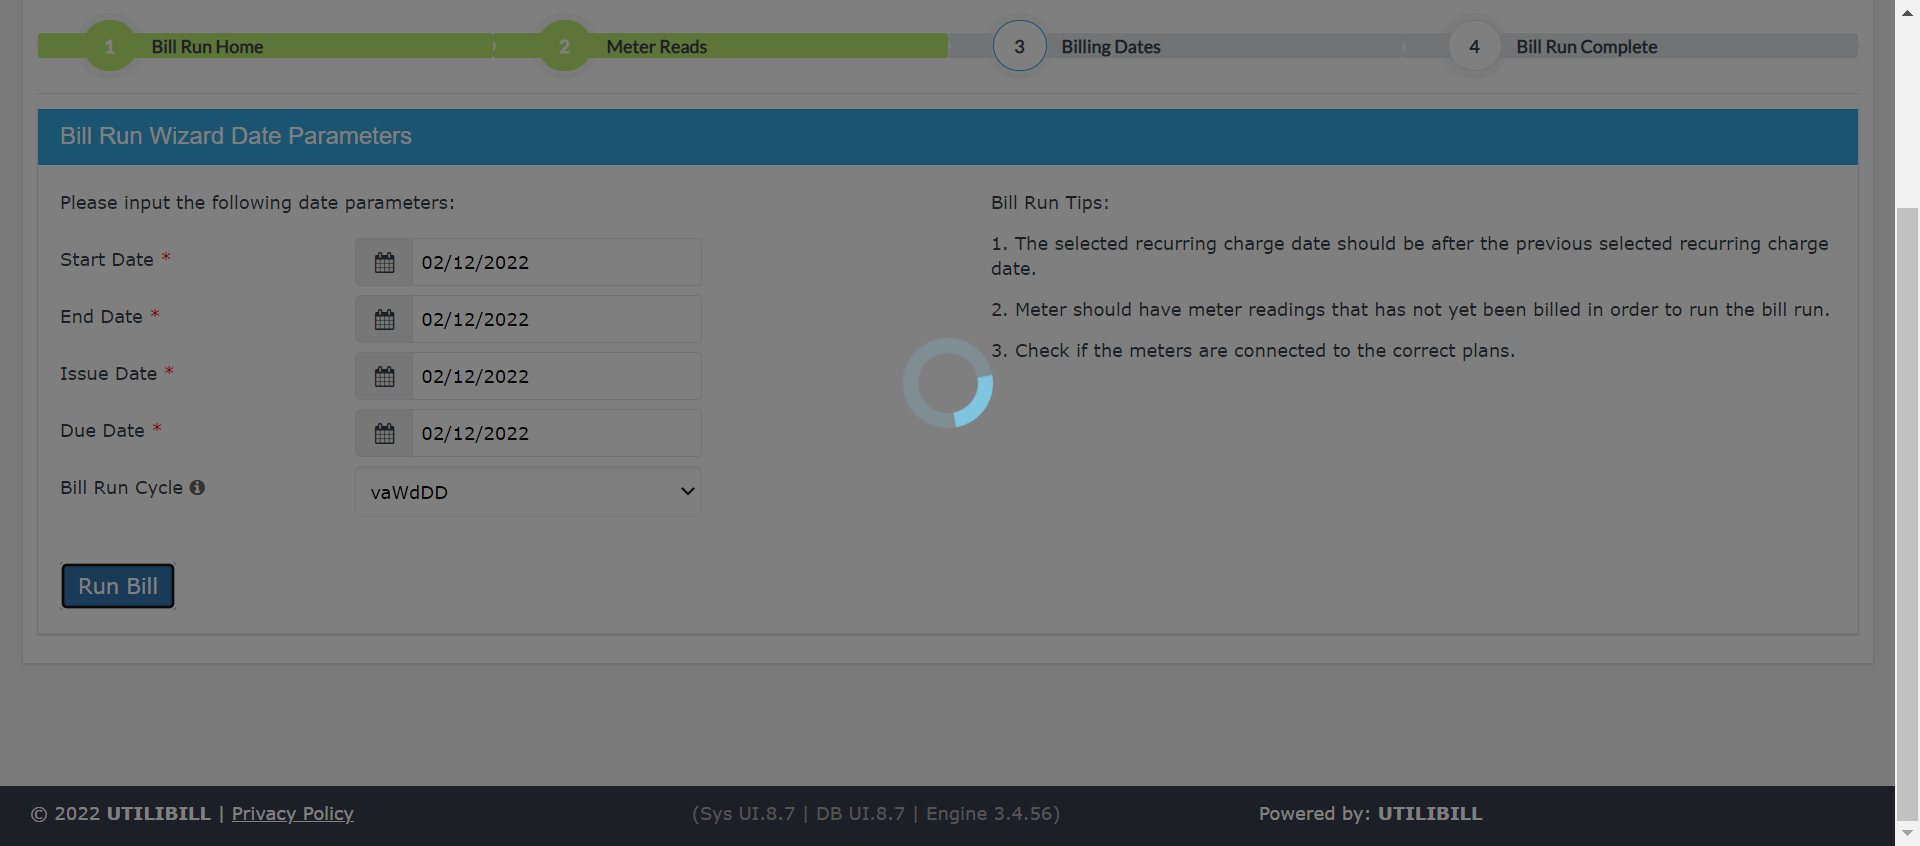 1 Bill Run Home 2 Meter Reads 3 Billing Dates 4 Bill Run Complete
Bill Run Wizard Date Parameters
Please input the following date parameters:
Start Date * 02/12/2022
End Date * 02/12/2022
Issue Date * 02/12/2022
Due Date * 02/12/2022
Bill Run Cycle vaWdDD
Run Bill
Bill Run Tips:
1. The selected recurring charge date should be after the previous selected recurring charge
date.
2. Meter should have meter readings that has not yet been billed in order to run the bill run.
3. Check if the meters are connected to the correct plans.
© 2022 UTILIBILL | Privacy Policy (Sys UI.8.7 | DB UI.8.7 | Engine 3.4.56) Powered by: UTILIBILL